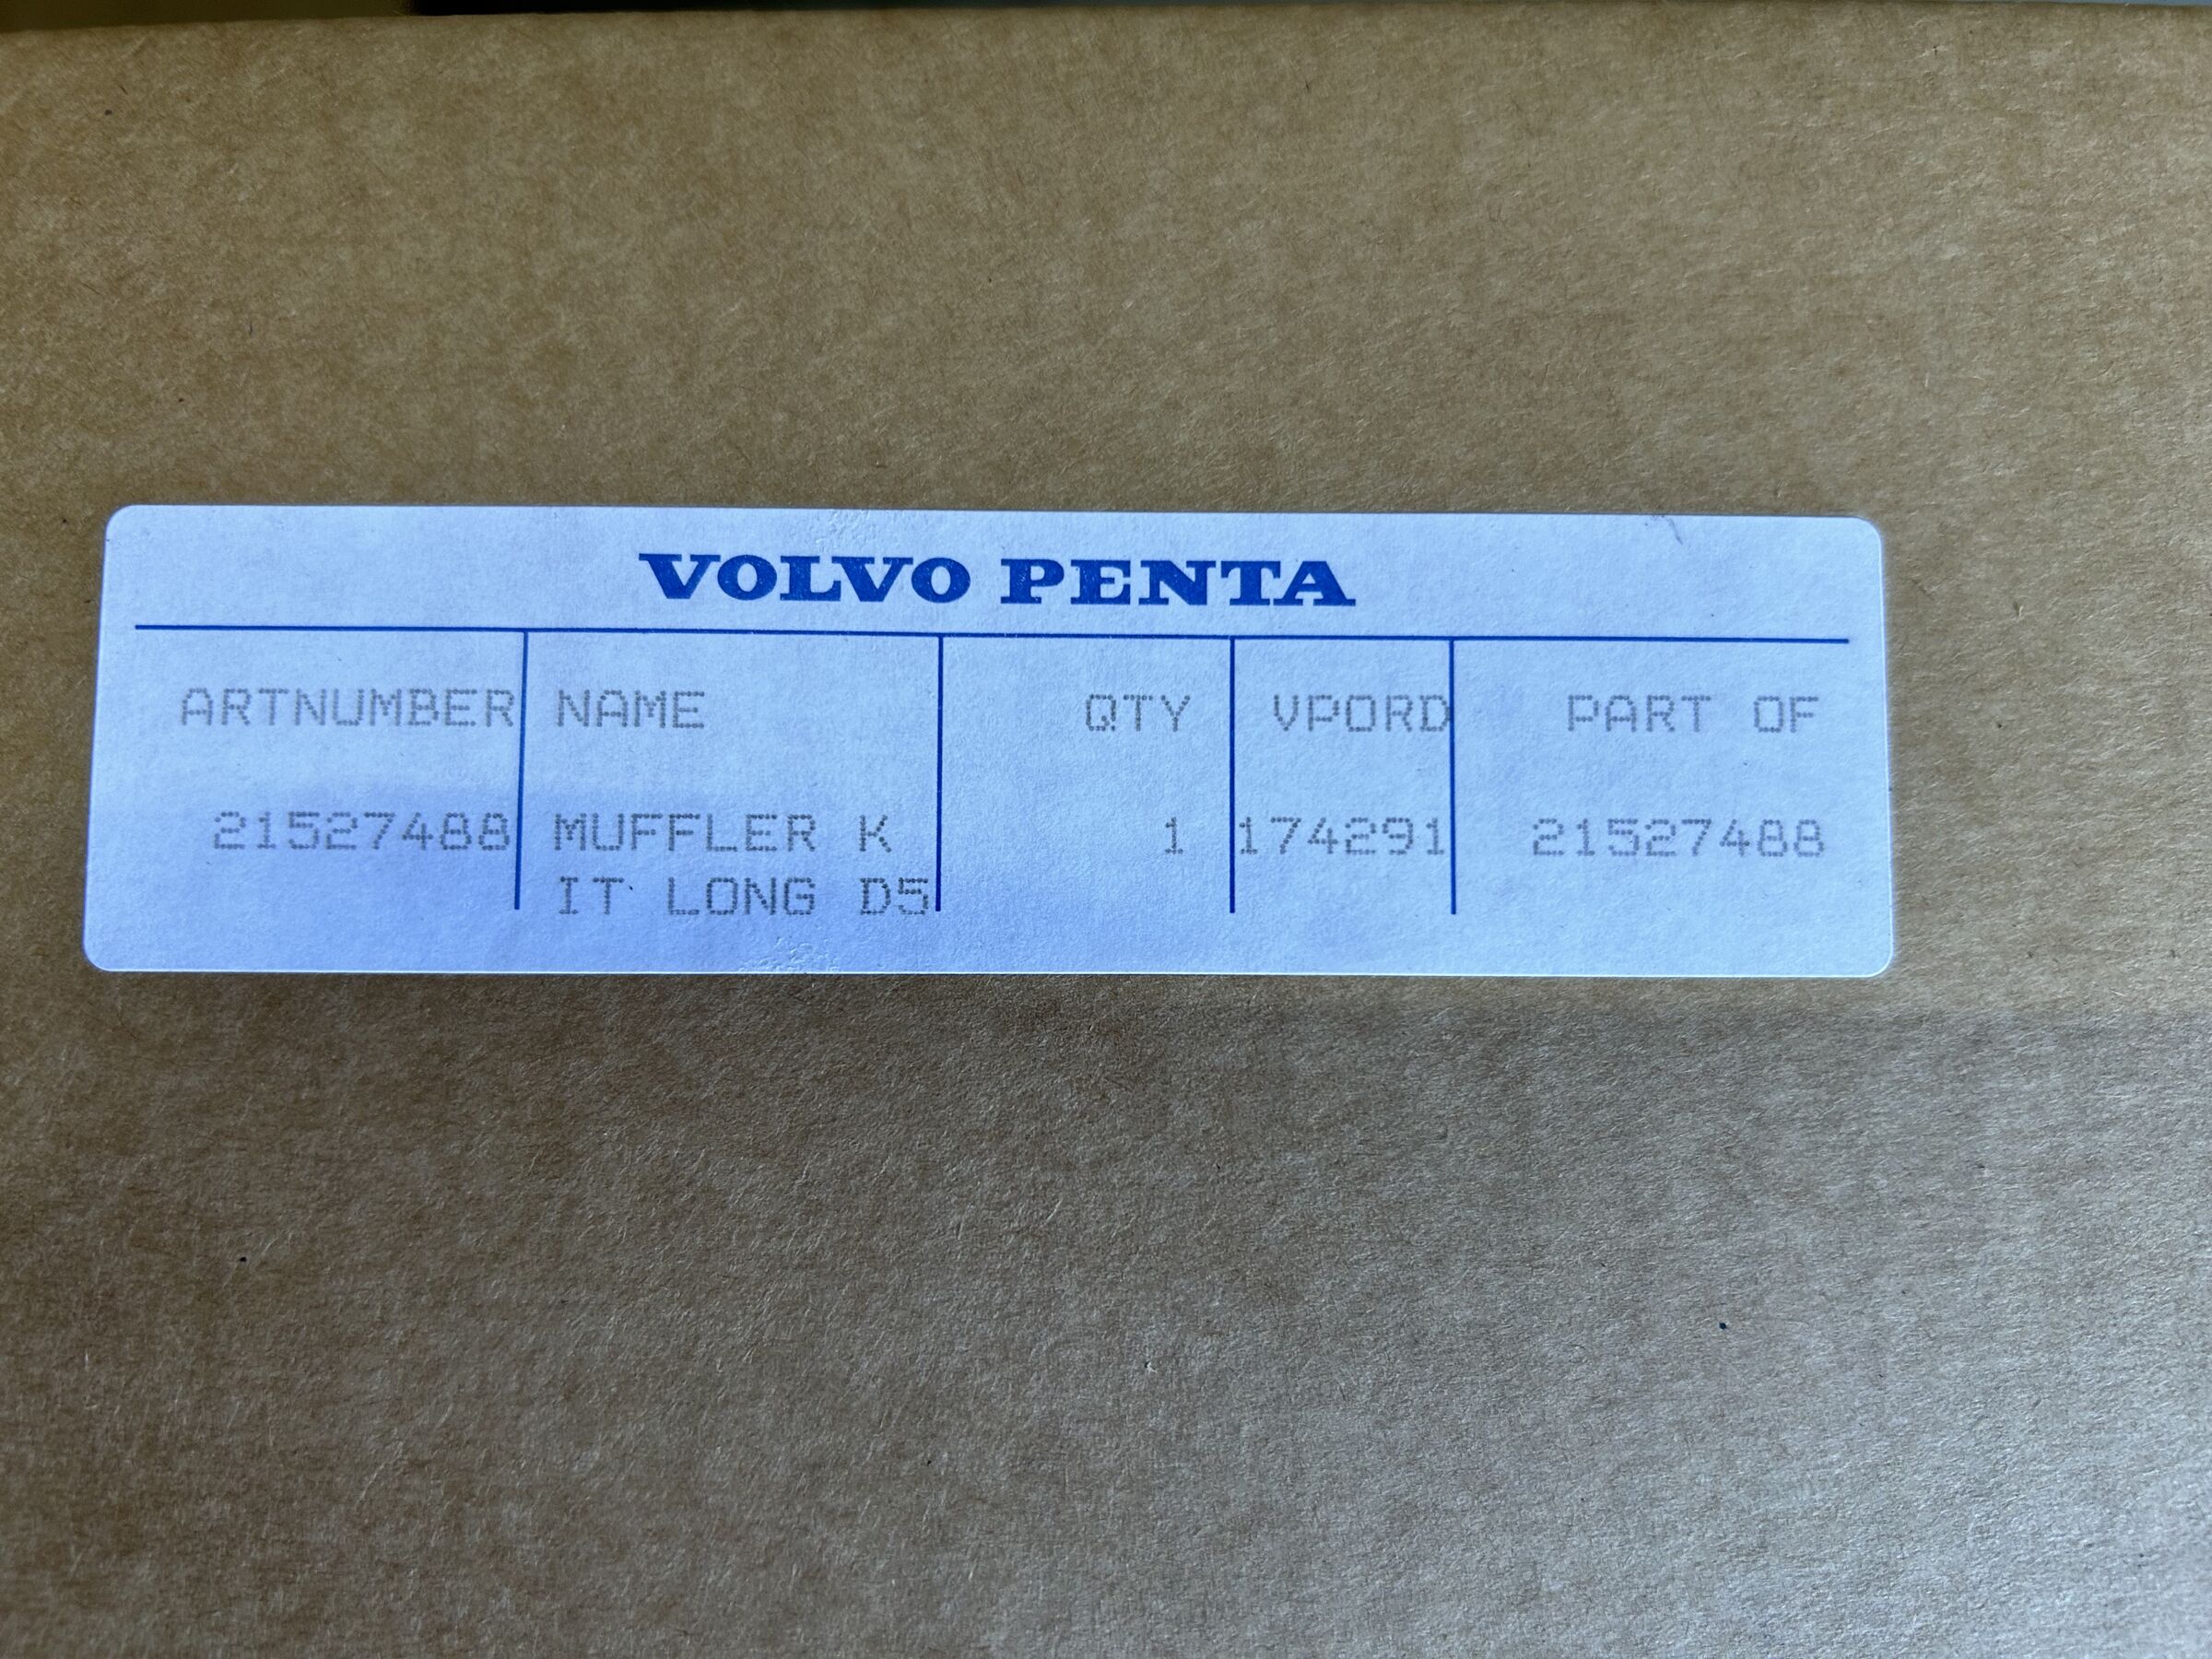 VOLVO PENTA
ARTNUMBER NAME QTY VPORD PART OF
21527488 MUFFLER K 1 174291 21527488
IT LONG D5